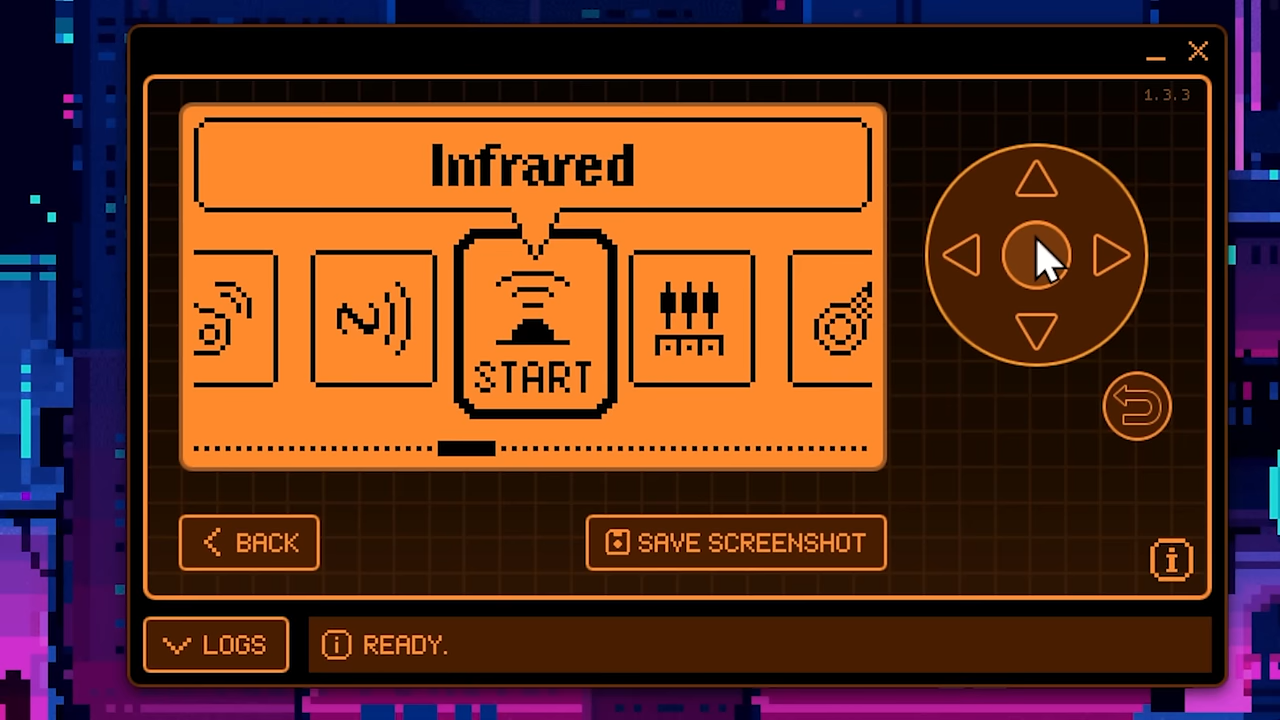 1.3.3
Infrared
START
BACK
SAVE SCREENSHOT
LOGS
READY.